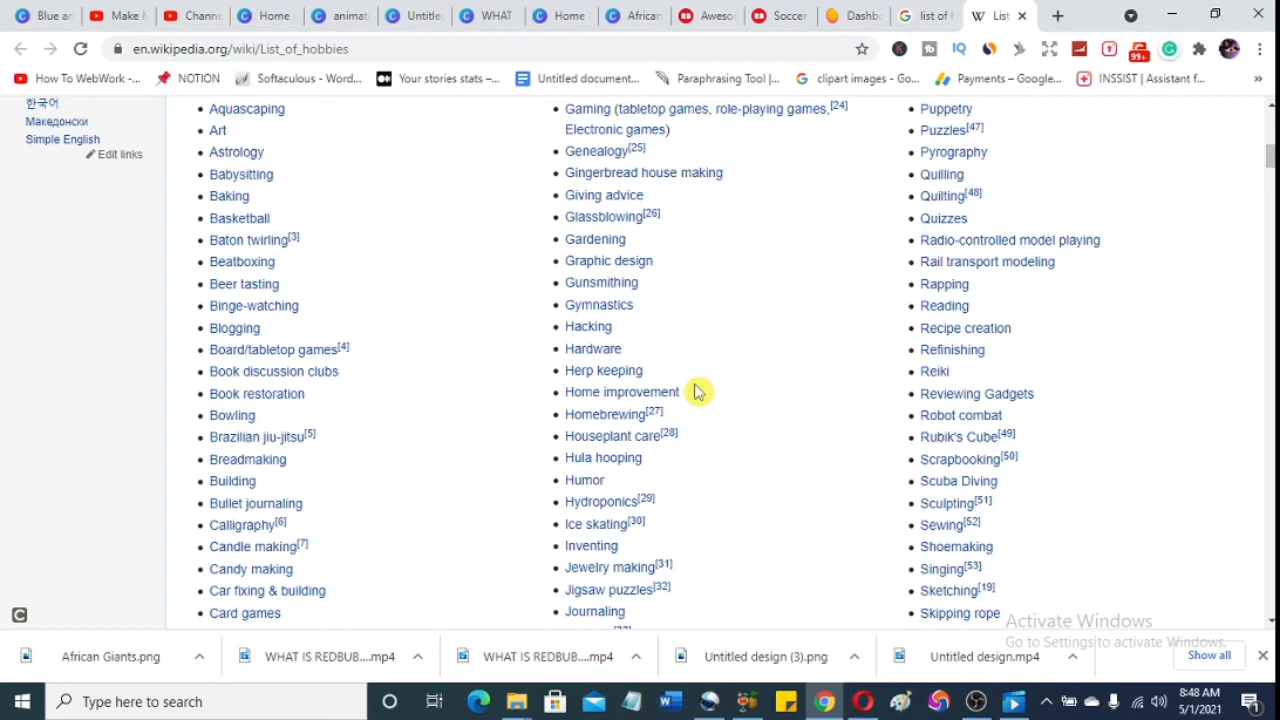 Blue an
Make M
Chann
Home
animat
Untitle
WHAT
Home
African
Aweso
Soccer
Dashb
list of h
List
en.wikipedia.org/wiki/List_of_hobbies
99+
How To WebWork -...
NOTION
Softaculous - Word...
Your stories stats –...
Untitled document...
Paraphrasing Tool |...
clipart images - Go...
Payments – Google...
INSSIST | Assistant f...
한국어
Македонски
Simple English
Edit links
Aquascaping
Art
Astrology
Babysitting
Baking
Basketball
Baton twirling[3]
Beatboxing
Beer tasting
Binge-watching
Blogging
Board/tabletop games[4]
Book discussion clubs
Book restoration
Bowling
Brazilian jiu-jitsu[5]
Breadmaking
Building
Bullet journaling
Calligraphy[6]
Candle making[7]
Candy making
Car fixing & building
Card games
Gaming (tabletop games, role-playing games,[24]
Electronic games)
Genealogy[25]
Gingerbread house making
Giving advice
Glassblowing[26]
Gardening
Graphic design
Gunsmithing
Gymnastics
Hacking
Hardware
Herp keeping
Home improvement
Homebrewing[27]
Houseplant care[28]
Hula hooping
Humor
Hydroponics[29]
Ice skating[30]
Inventing
Jewelry making[31]
Jigsaw puzzles[32]
Journaling
Puppetry
Puzzles[47]
Pyrography
Quilling
Quilting[48]
Quizzes
Radio-controlled model playing
Rail transport modeling
Rapping
Reading
Recipe creation
Refinishing
Reiki
Reviewing Gadgets
Robot combat
Rubik's Cube[49]
Scrapbooking[50]
Scuba Diving
Sculpting[51]
Sewing[52]
Shoemaking
Singing[53]
Sketching[19]
Skipping rope
Activate Windows
Go to Settings to activate Windows.
African Giants.png
WHAT IS REDBUB....mp4
WHAT IS REDBUB....mp4
Untitled design (3).png
Untitled design.mp4
Show all
Type here to search
8:48 AM
5/1/2021
1